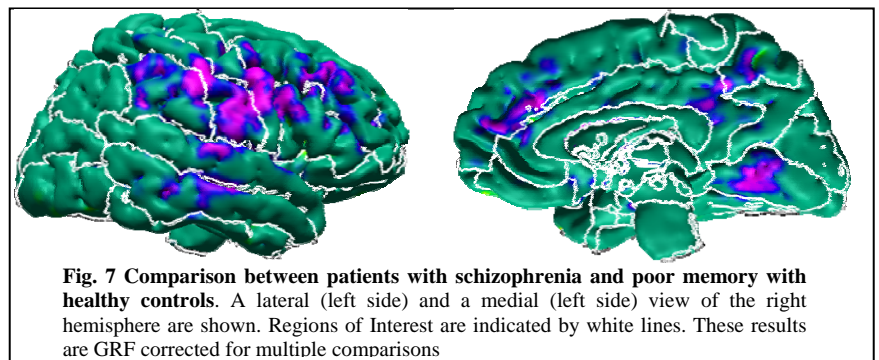 Fig. 7 Comparison between patients with schizophrenia and poor memory with
healthy controls. A lateral (left side) and a medial (left side) view of the right
hemisphere are shown. Regions of Interest are indicated by white lines. These results
are GRF corrected for multiple comparisons